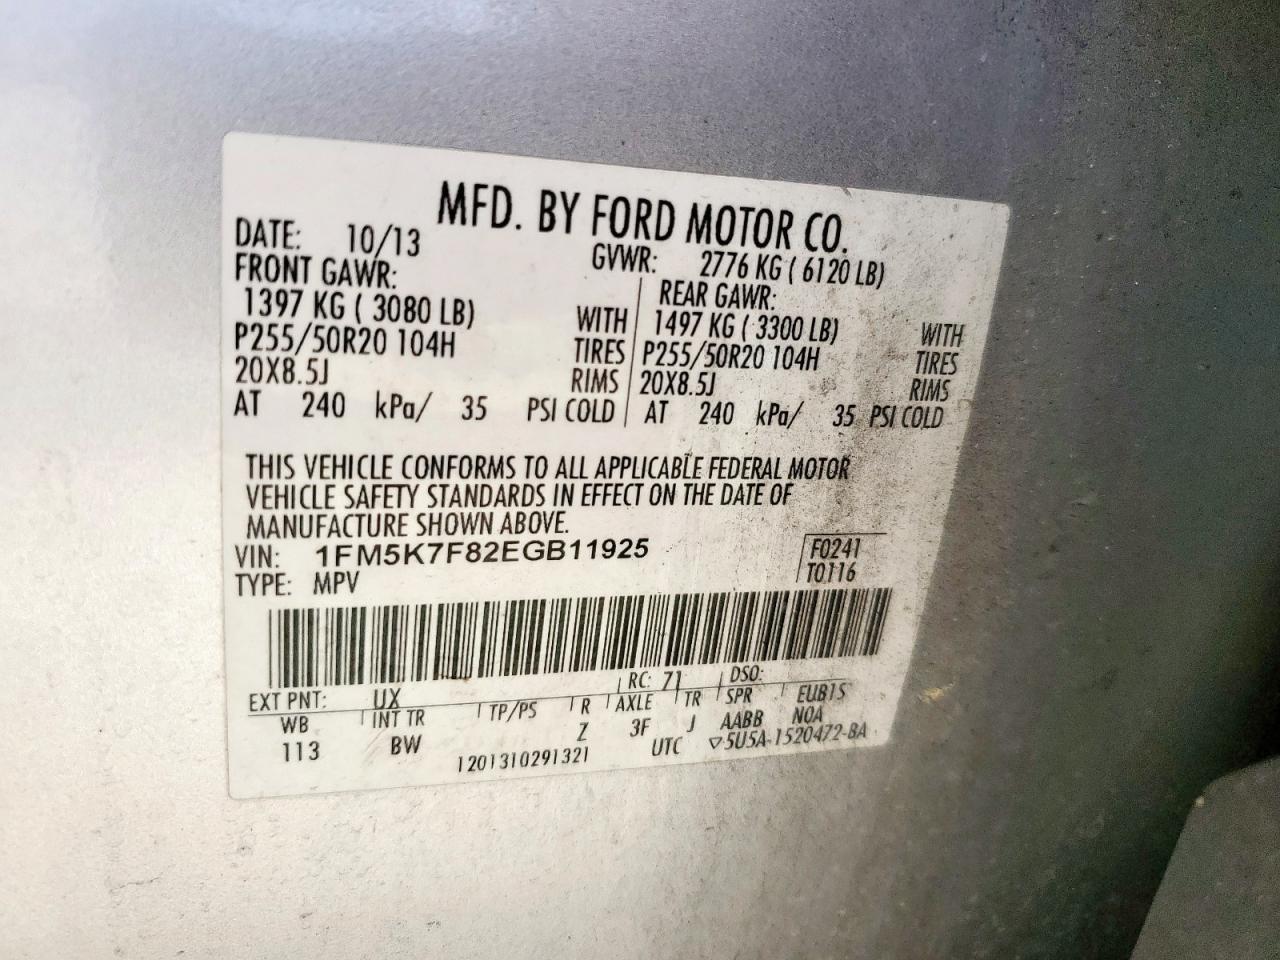 MFD. BY FORD MOTOR CO.
DATE: 10/13 GVWR: 2776 KG ( 6120 LB)
FRONT GAWR: REAR GAWR:
1397 KG ( 3080 LB) WITH 1497 KG ( 3300 LB) WITH
P255/50R20 104H TIRES P255/50R20 104H TIRES
20X8.5J RIMS 20X8.5J RIMS
AT 240 kPa/ 35 PSI COLD AT 240 kPa/ 35 PSI COLD
THIS VEHICLE CONFORMS TO ALL APPLICABLE FEDERAL MOTOR
VEHICLE SAFETY STANDARDS IN EFFECT ON THE DATE OF
MANUFACTURE SHOWN ABOVE.
VIN: 1FM5K7F82EGB11925 F0241
TYPE: MPV T0116
EXT PNT: UX RC: 71 DSO:
WB INT TR TP/PS R AXLE TR SPR EUB1S
113 BW Z 3F J AABB NOA
1201310291321 UTC ▽5U5A-1520472-BA